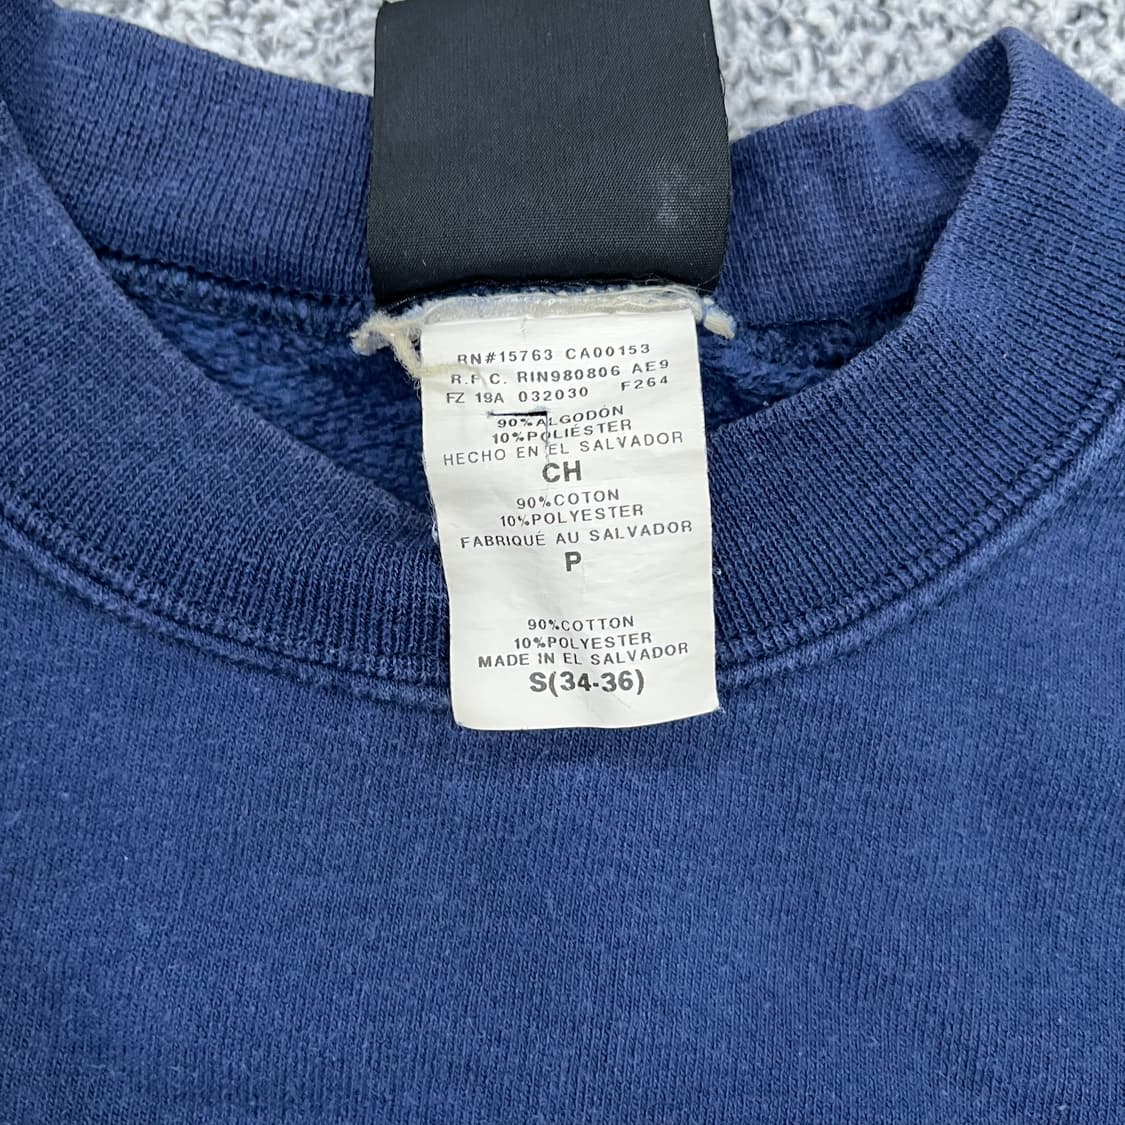 RN#15763 CA00153
R.F.C. RIN980806 AE9
FZ 19A 032030 F264
90%ALGODÓN
10%POLIÉSTER
HECHO EN EL SALVADOR
CH
90%COTON
10%POLYESTER
FABRIQUÉ AU SALVADOR
P
90%COTTON
10%POLYESTER
MADE IN EL SALVADOR
S(34-36)